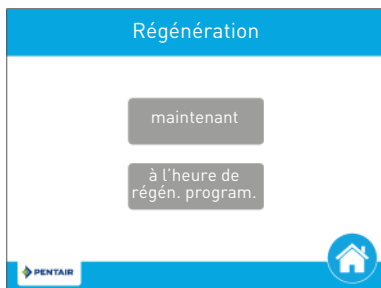 Régénération
maintenant
à l'heure de
régén. program.
PENTAIR